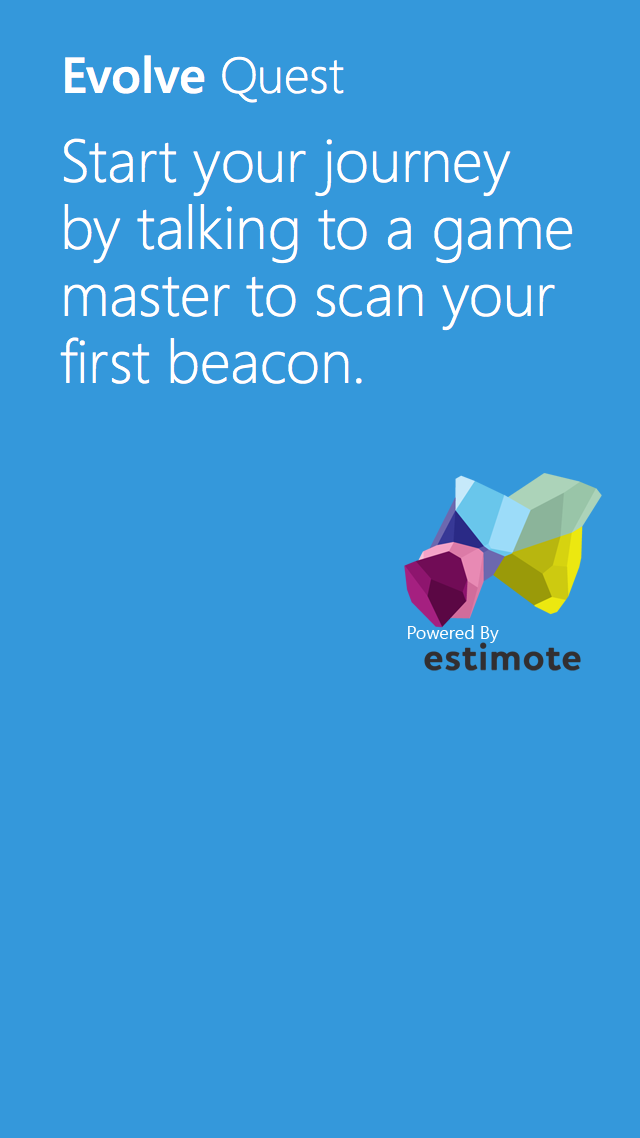 Evolve Quest
Start your journey
by talking to a game
master to scan your
first beacon.
Powered By
estimote